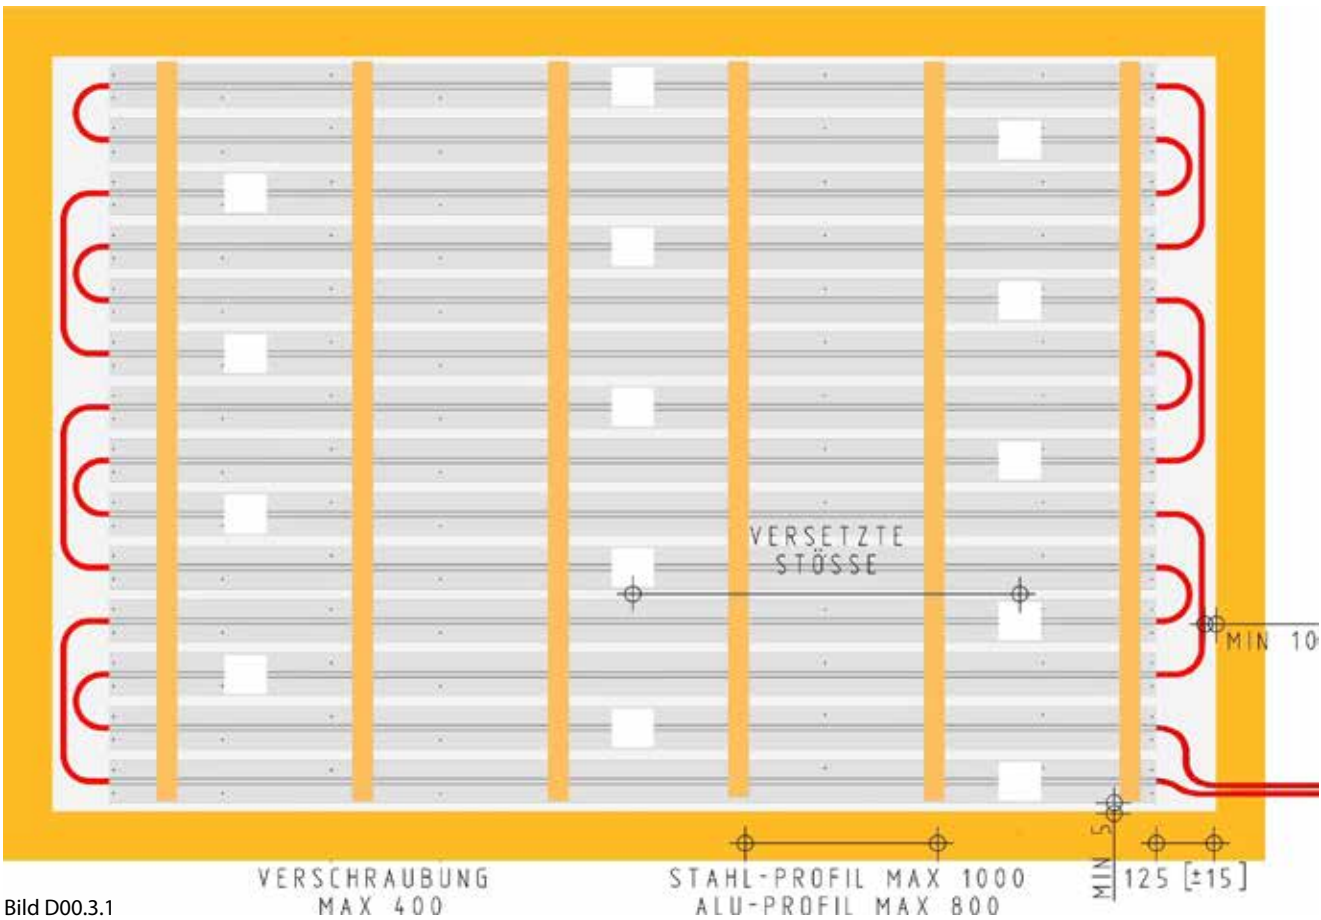 VERSETZTE
STÖSSE
MIN 10
MIN 5
125 [±15]
VERSCHRAUBUNG
MAX 400
STAHL-PROFIL MAX 1000
ALU-PROFIL MAX 800
Bild D00.3.1